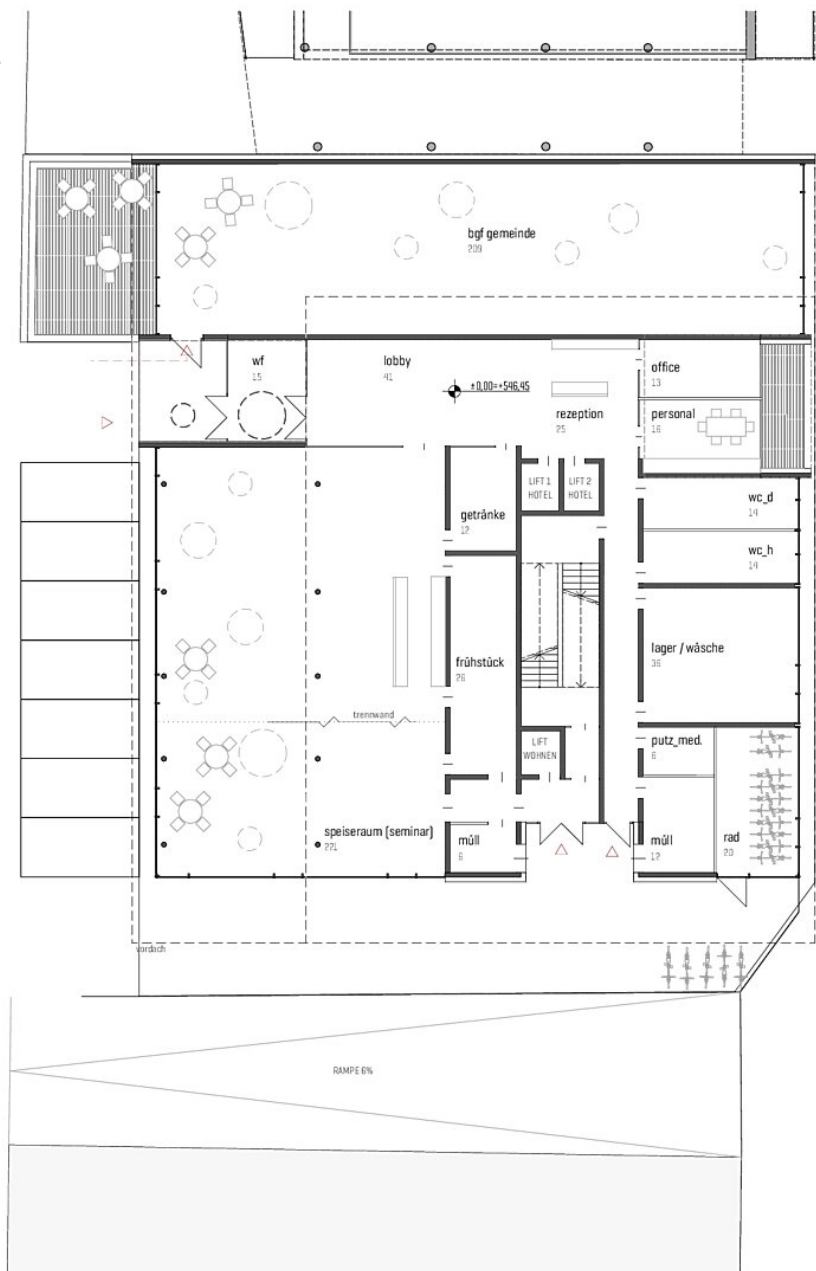 bgf gemeinde
209
wf
15
lobby
41
±0,00=+546,45
office
13
rezeption
25
personal
16
LIFT 1
HOTEL
LIFT 2
HOTEL
getränke
12
wc_d
14
wc_h
14
frühstück
26
lager / wäsche
36
trennwand
LIFT
WOHNEN
putz_med.
6
speiseraum (seminar)
221
müll
6
müll
12
rad
20
vordach
RAMPE 6%